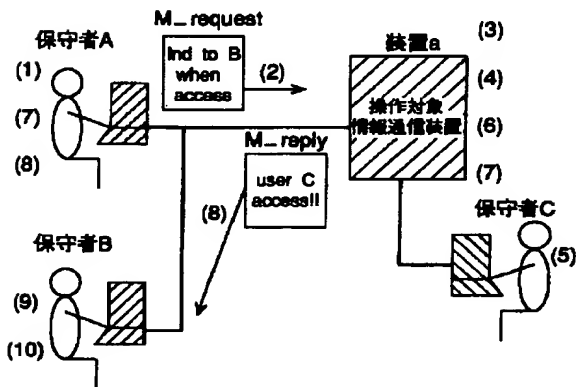 M_request
保守者A
Ind to B
when
access
(1)
(2)
(7)
(8)
装置a
(3)
(4)
操作対象
情報通信装置
(6)
(7)
M_reply
user C
access!!
(8)
保守者B
(9)
(10)
保守者C
(5)